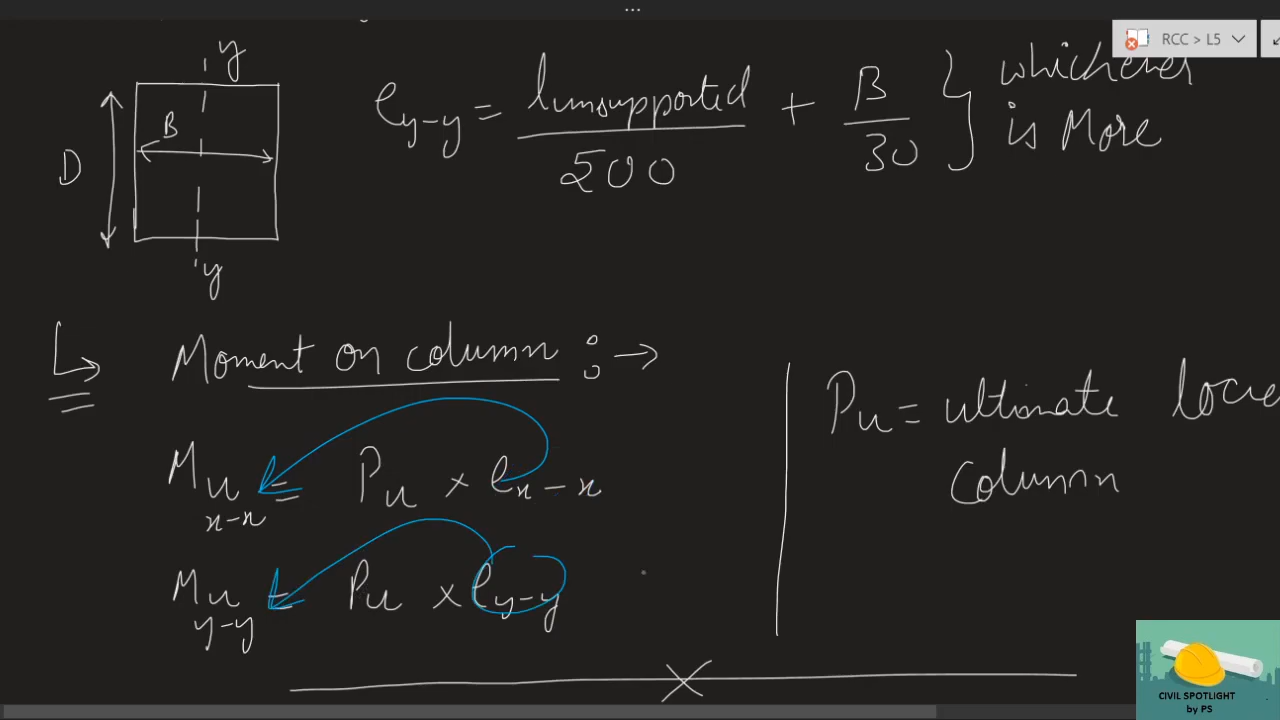 RCC > L5
y
B
D
y
e y-y = l unsupported / 500 + B / 30 } whichever is More
Moment on column :→
Mu x-x = Pu × e x-x
Mu y-y = Pu × e y-y
Pu = ultimate
column
CIVIL SPOTLIGHT
by PS